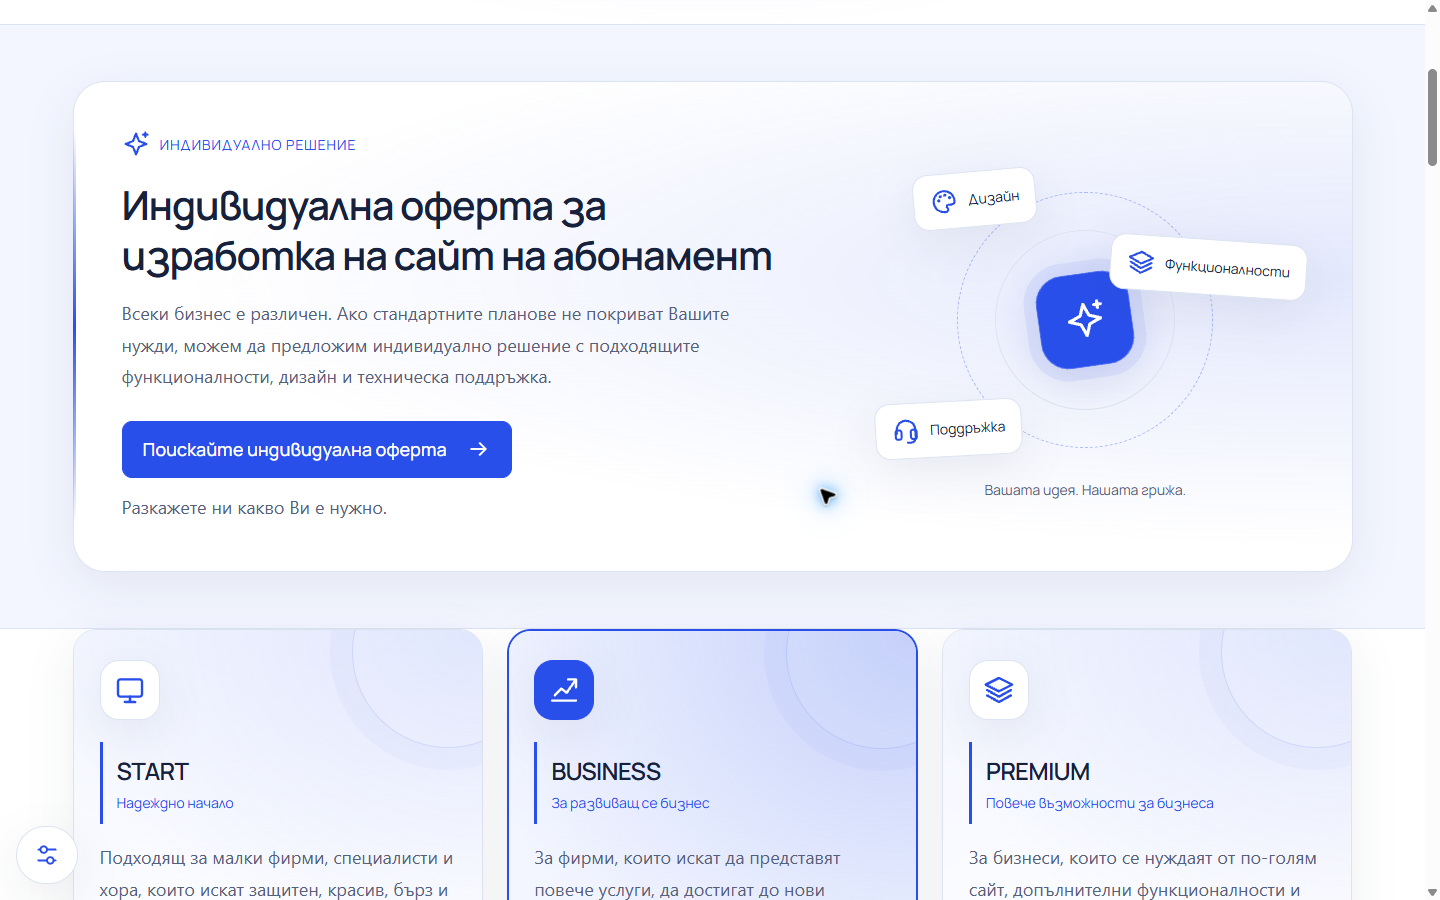 ИНДИВИДУАЛНО РЕШЕНИЕ
Индивидуална оферта за
изработка на сайт на абонамент
Всеки бизнес е различен. Ако стандартните планове не покриват Вашите
нужди, можем да предложим индивидуално решение с подходящите
функционалности, дизайн и техническа поддръжка.
Поискайте индивидуална оферта
Разкажете ни какво Ви е нужно.
Дизайн
Функционалности
Поддръжка
Вашата идея. Нашата грижа.
START
Надеждно начало
Подходящ за малки фирми, специалисти и
хора, които искат защитен, красив, бърз и
BUSINESS
За развиващ се бизнес
За фирми, които искат да представят
повече услуги, да достигат до нови
PREMIUM
Повече възможности за бизнеса
За бизнеси, които се нуждаят от по-голям
сайт, допълнителни функционалности и